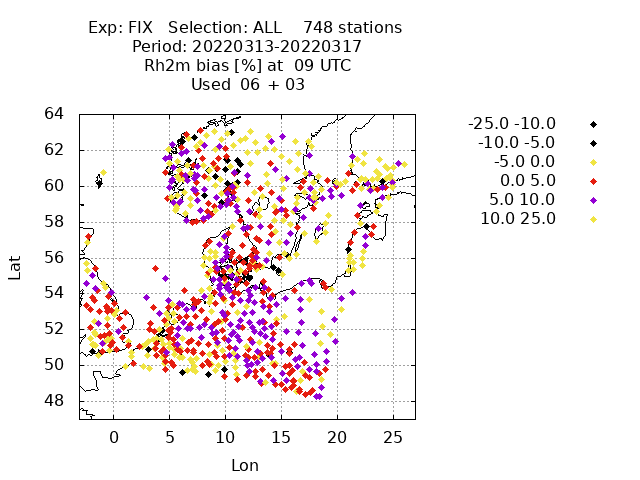 Exp: FIX   Selection: ALL    748 stations
Period: 20220313-20220317
Rh2m bias [%] at  09 UTC
Used  06 + 03
-25.0 -10.0
-10.0 -5.0
-5.0 0.0
0.0 5.0
5.0 10.0
10.0 25.0
64
62
60
58
56
54
52
50
48
Lat
0 5 10 15 20 25
Lon